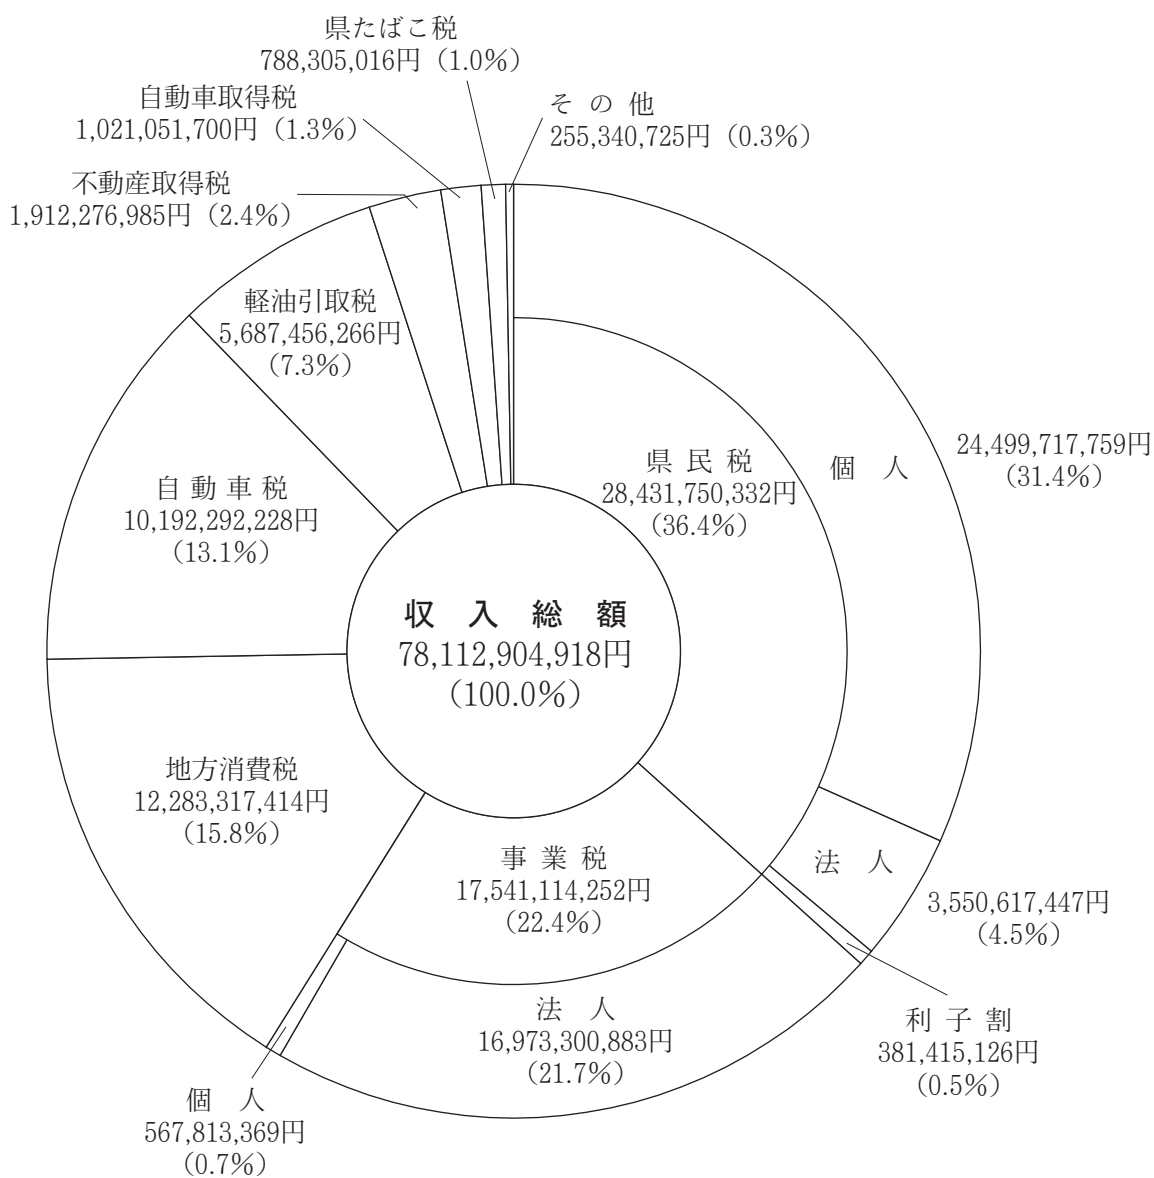 県たばこ税
788,305,016円（1.0％）
自動車取得税
1,021,051,700円（1.3％）
その他
255,340,725円（0.3％）
不動産取得税
1,912,276,985円（2.4％）
軽油引取税
5,687,456,266円
（7.3％）
県民税
28,431,750,332円
（36.4％）
個人
24,499,717,759円
（31.4％）
自動車税
10,192,292,228円
（13.1％）
収入総額
78,112,904,918円
（100.0％）
地方消費税
12,283,317,414円
（15.8％）
事業税
17,541,114,252円
（22.4％）
法人
3,550,617,447円
（4.5％）
法人
16,973,300,883円
（21.7％）
利子割
381,415,126円
（0.5％）
個人
567,813,369円
（0.7％）